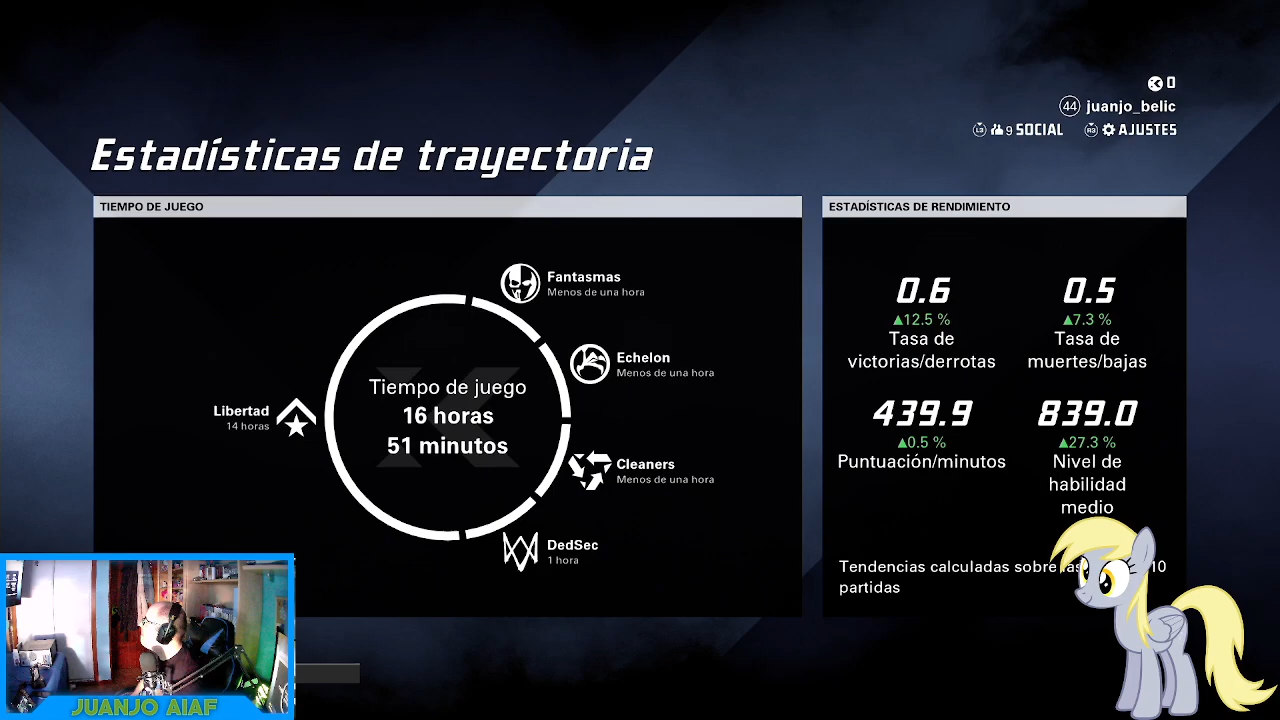 0
44 juanjo_belic
L3 9 SOCIAL R3 AJUSTES
Estadísticas de trayectoria
TIEMPO DE JUEGO
Fantasmas
Menos de una hora
Echelon
Menos de una hora
Tiempo de juego
16 horas
51 minutos
Libertad
14 horas
Cleaners
Menos de una hora
DedSec
1 hora
ESTADÍSTICAS DE RENDIMIENTO
0.6
▲12.5 %
Tasa de
victorias/derrotas
0.5
▲7.3 %
Tasa de
muertes/bajas
439.9
▲0.5 %
Puntuación/minutos
839.0
▲27.3 %
Nivel de
habilidad
medio
Tendencias calculadas sobre 10
partidas
JUANJO AIAF